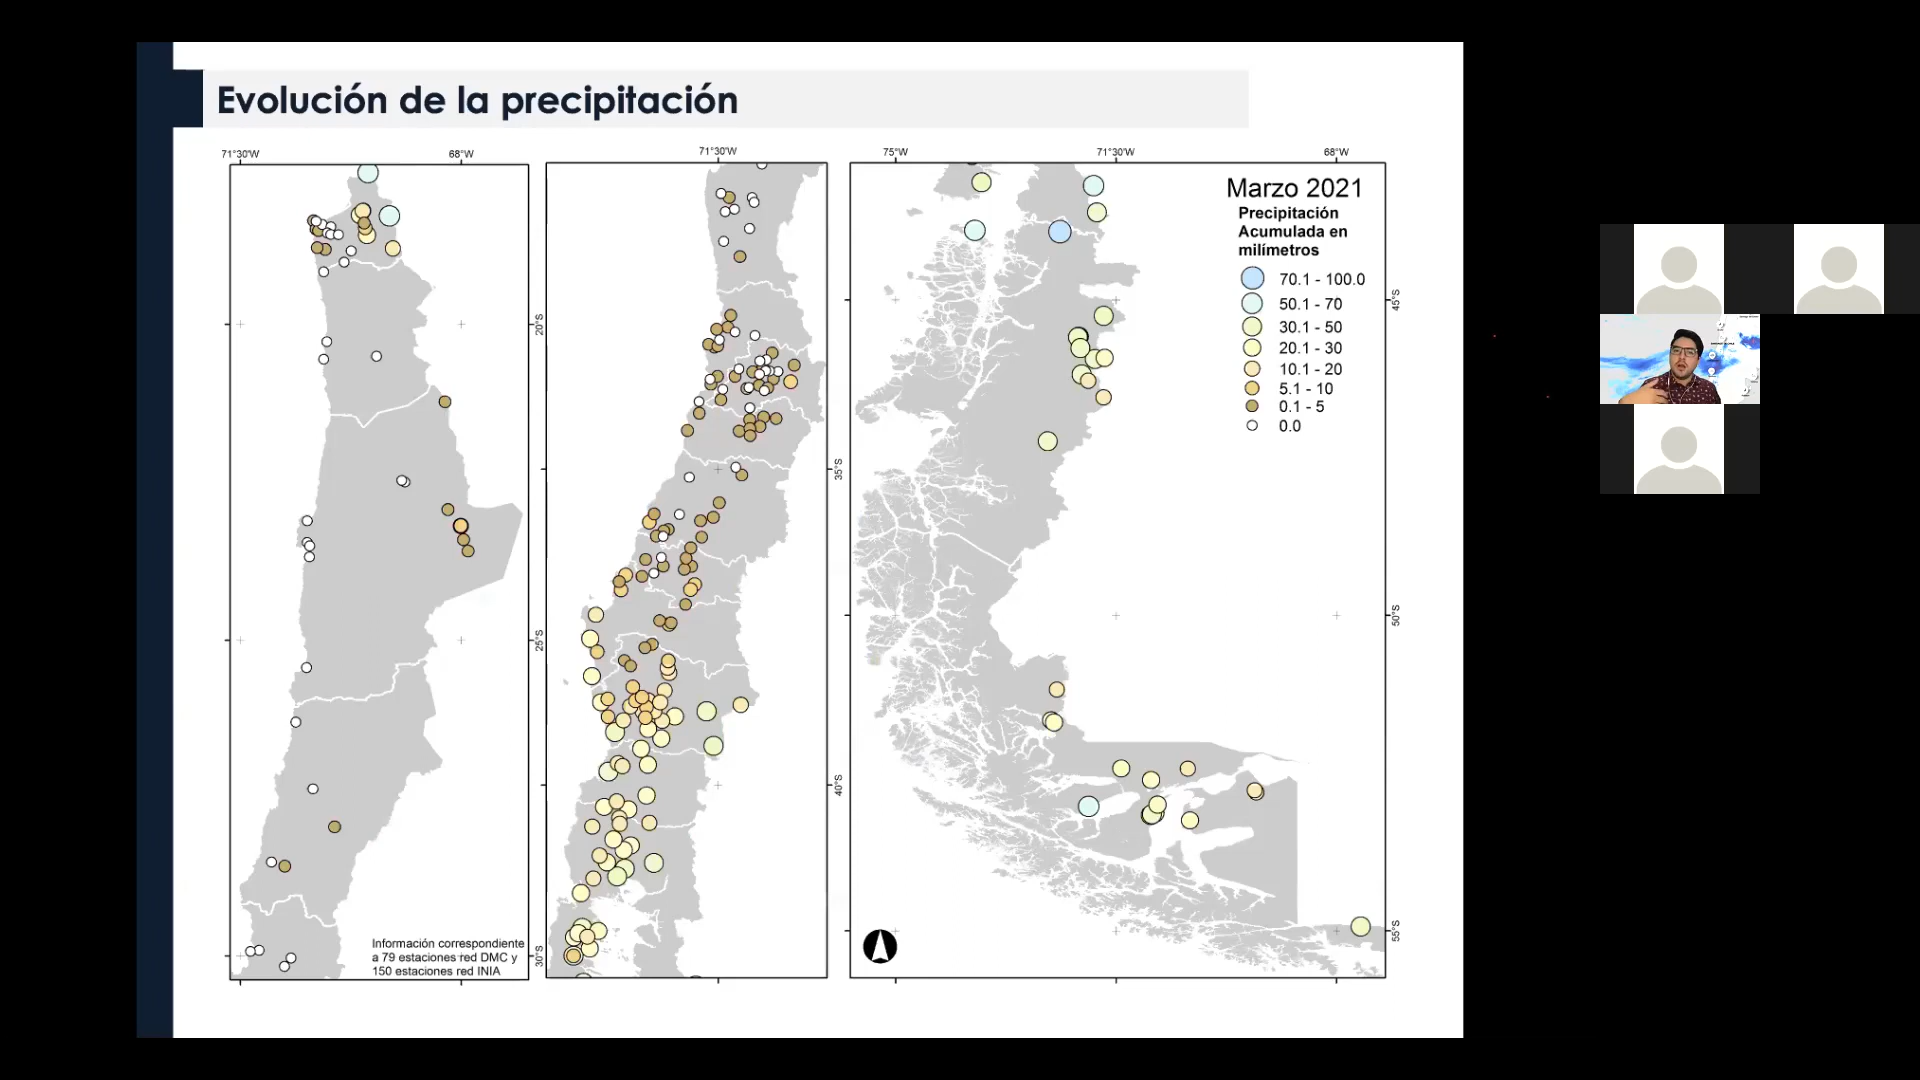 Evolución de la precipitación
71°30'W
68°W
71°30'W
75°W
71°30'W
68°W
Marzo 2021
Precipitación
Acumulada en
milímetros
70.1 - 100.0
50.1 - 70
30.1 - 50
20.1 - 30
10.1 - 20
5.1 - 10
0.1 - 5
0.0
20°S
25°S
30°S
35°S
40°S
45°S
50°S
55°S
Información correspondiente
a 79 estaciones red DMC y
150 estaciones red INIA